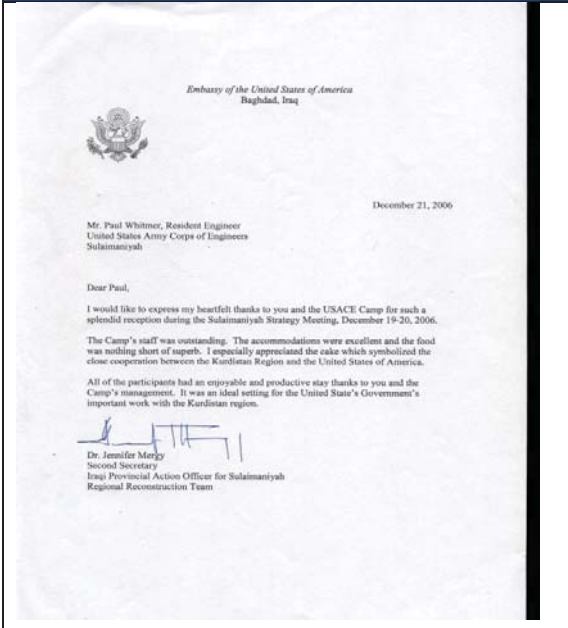 Embassy of the United States of America
Baghdad, Iraq
December 21, 2006
Mr. Paul Whitmer, Resident Engineer
United States Army Corps of Engineers
Sulaimaniyah
Dear Paul,
I would like to express my heartfelt thanks to you and the USACE Camp for such a
splendid reception during the Sulaimaniyah Strategy Meeting, December 19-20, 2006.
The Camp's staff was outstanding. The accommodations were excellent and the food
was nothing short of superb. I especially appreciated the cake which symbolized the
close cooperation between the Kurdistan Region and the United States of America.
All of the participants had an enjoyable and productive stay thanks to you and the
Camp's management. It was an ideal setting for the United State's Government's
important work with the Kurdistan region.
Dr. Jennifer Mergy
Second Secretary
Iraqi Provincial Action Officer for Sulaimaniyah
Regional Reconstruction Team